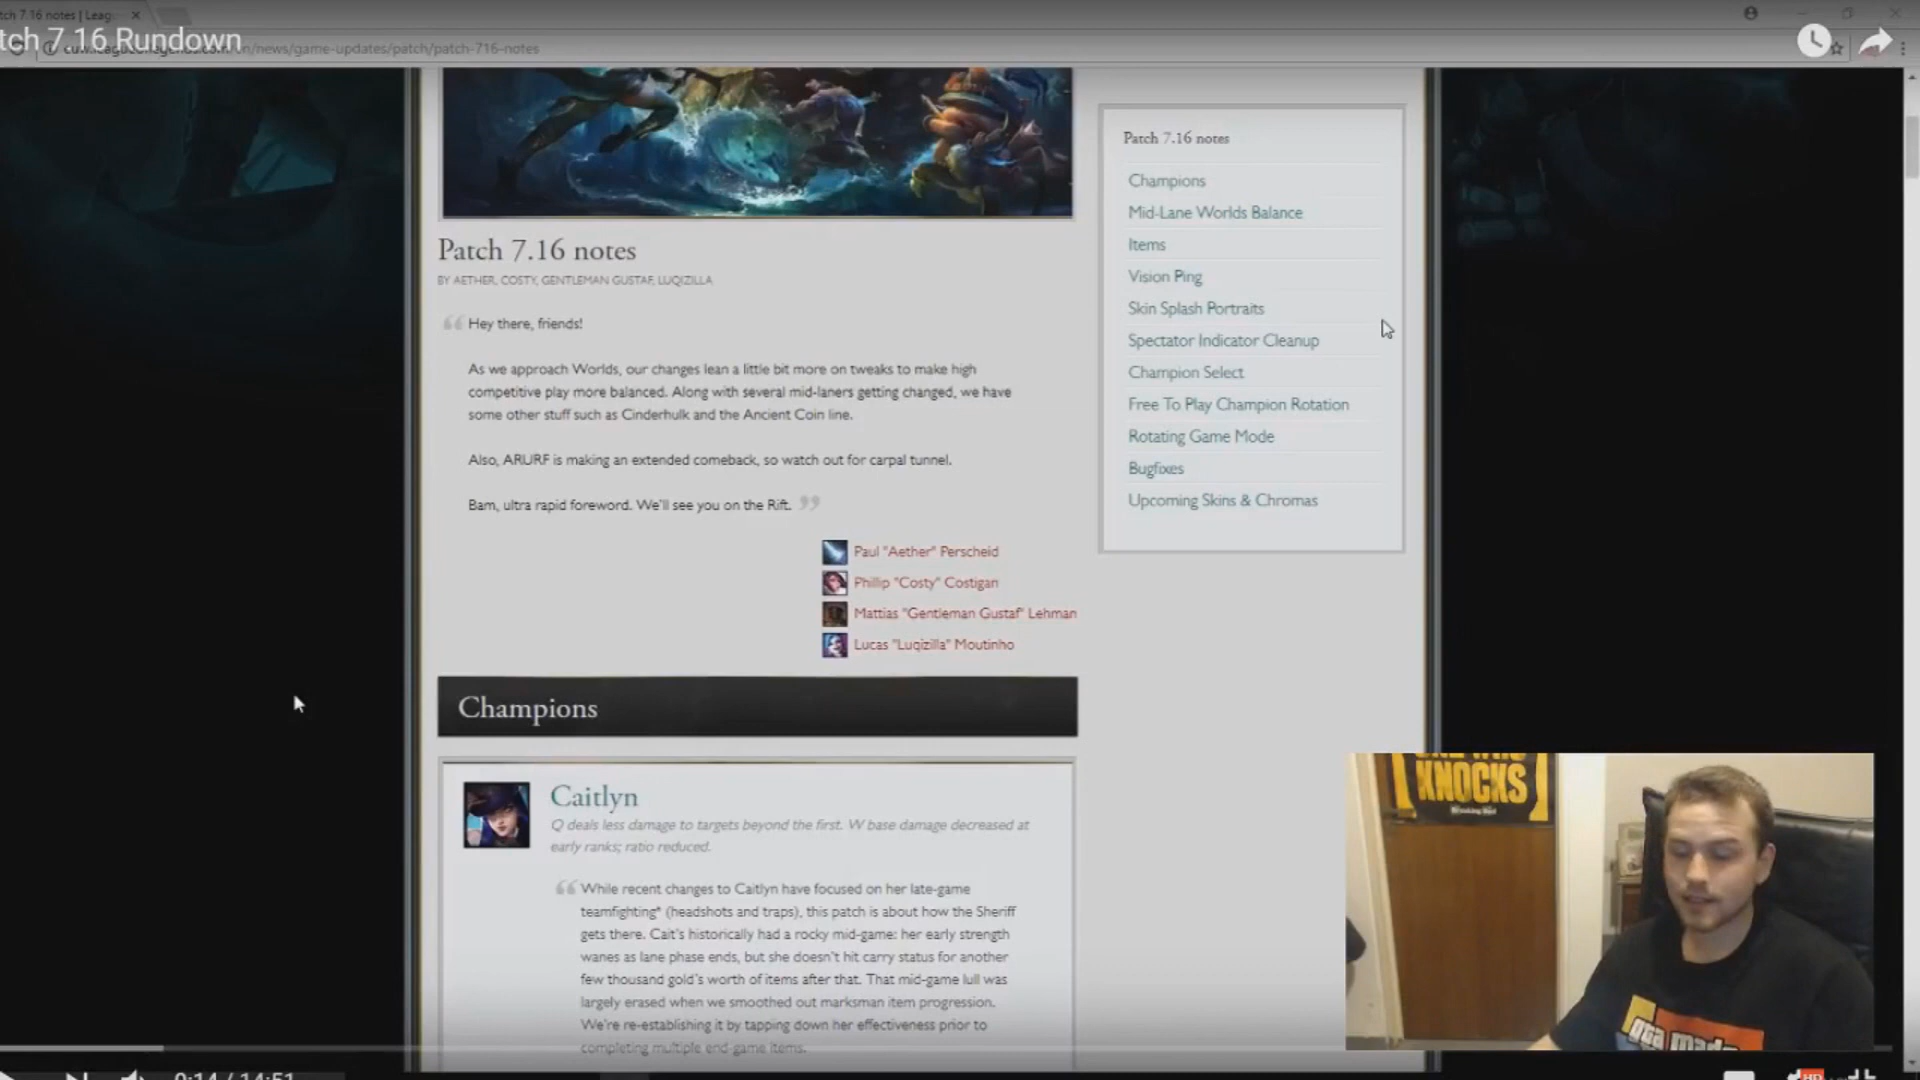 tch 7.16 notes | Leag
tch 7.16 Rundown
/news/game-updates/patch/patch-716-notes
Patch 7.16 notes
BY AETHER, COSTY, GENTLEMAN GUSTAF, LUQIZILLA
Hey there, friends!
As we approach Worlds, our changes lean a little bit more on tweaks to make high
competitive play more balanced. Along with several mid-laners getting changed, we have
some other stuff such as Cinderhulk and the Ancient Coin line.
Also, ARURF is making an extended comeback, so watch out for carpal tunnel.
Bam, ultra rapid foreword. We'll see you on the Rift.
Paul "Aether" Perscheid
Phillip "Costy" Costigan
Mattias "Gentleman Gustaf" Lehman
Lucas "Luqizilla" Moutinho
Patch 7.16 notes
Champions
Mid-Lane Worlds Balance
Items
Vision Ping
Skin Splash Portraits
Spectator Indicator Cleanup
Champion Select
Free To Play Champion Rotation
Rotating Game Mode
Bugfixes
Upcoming Skins & Chromas
Champions
Caitlyn
Q deals less damage to targets beyond the first. W base damage decreased at
early ranks; ratio reduced.
While recent changes to Caitlyn have focused on her late-game
teamfighting* (headshots and traps), this patch is about how the Sheriff
gets there. Cait's historically had a rocky mid-game: her early strength
wanes as lane phase ends, but she doesn't hit carry status for another
few thousand gold's worth of items after that. That mid-game lull was
largely erased when we smoothed out marksman item progression.
We're re-establishing it by tapping down her effectiveness prior to
completing multiple end-game items.
KNOCKS
Breaking Bad
gta made
0:14 / 14:51
HD